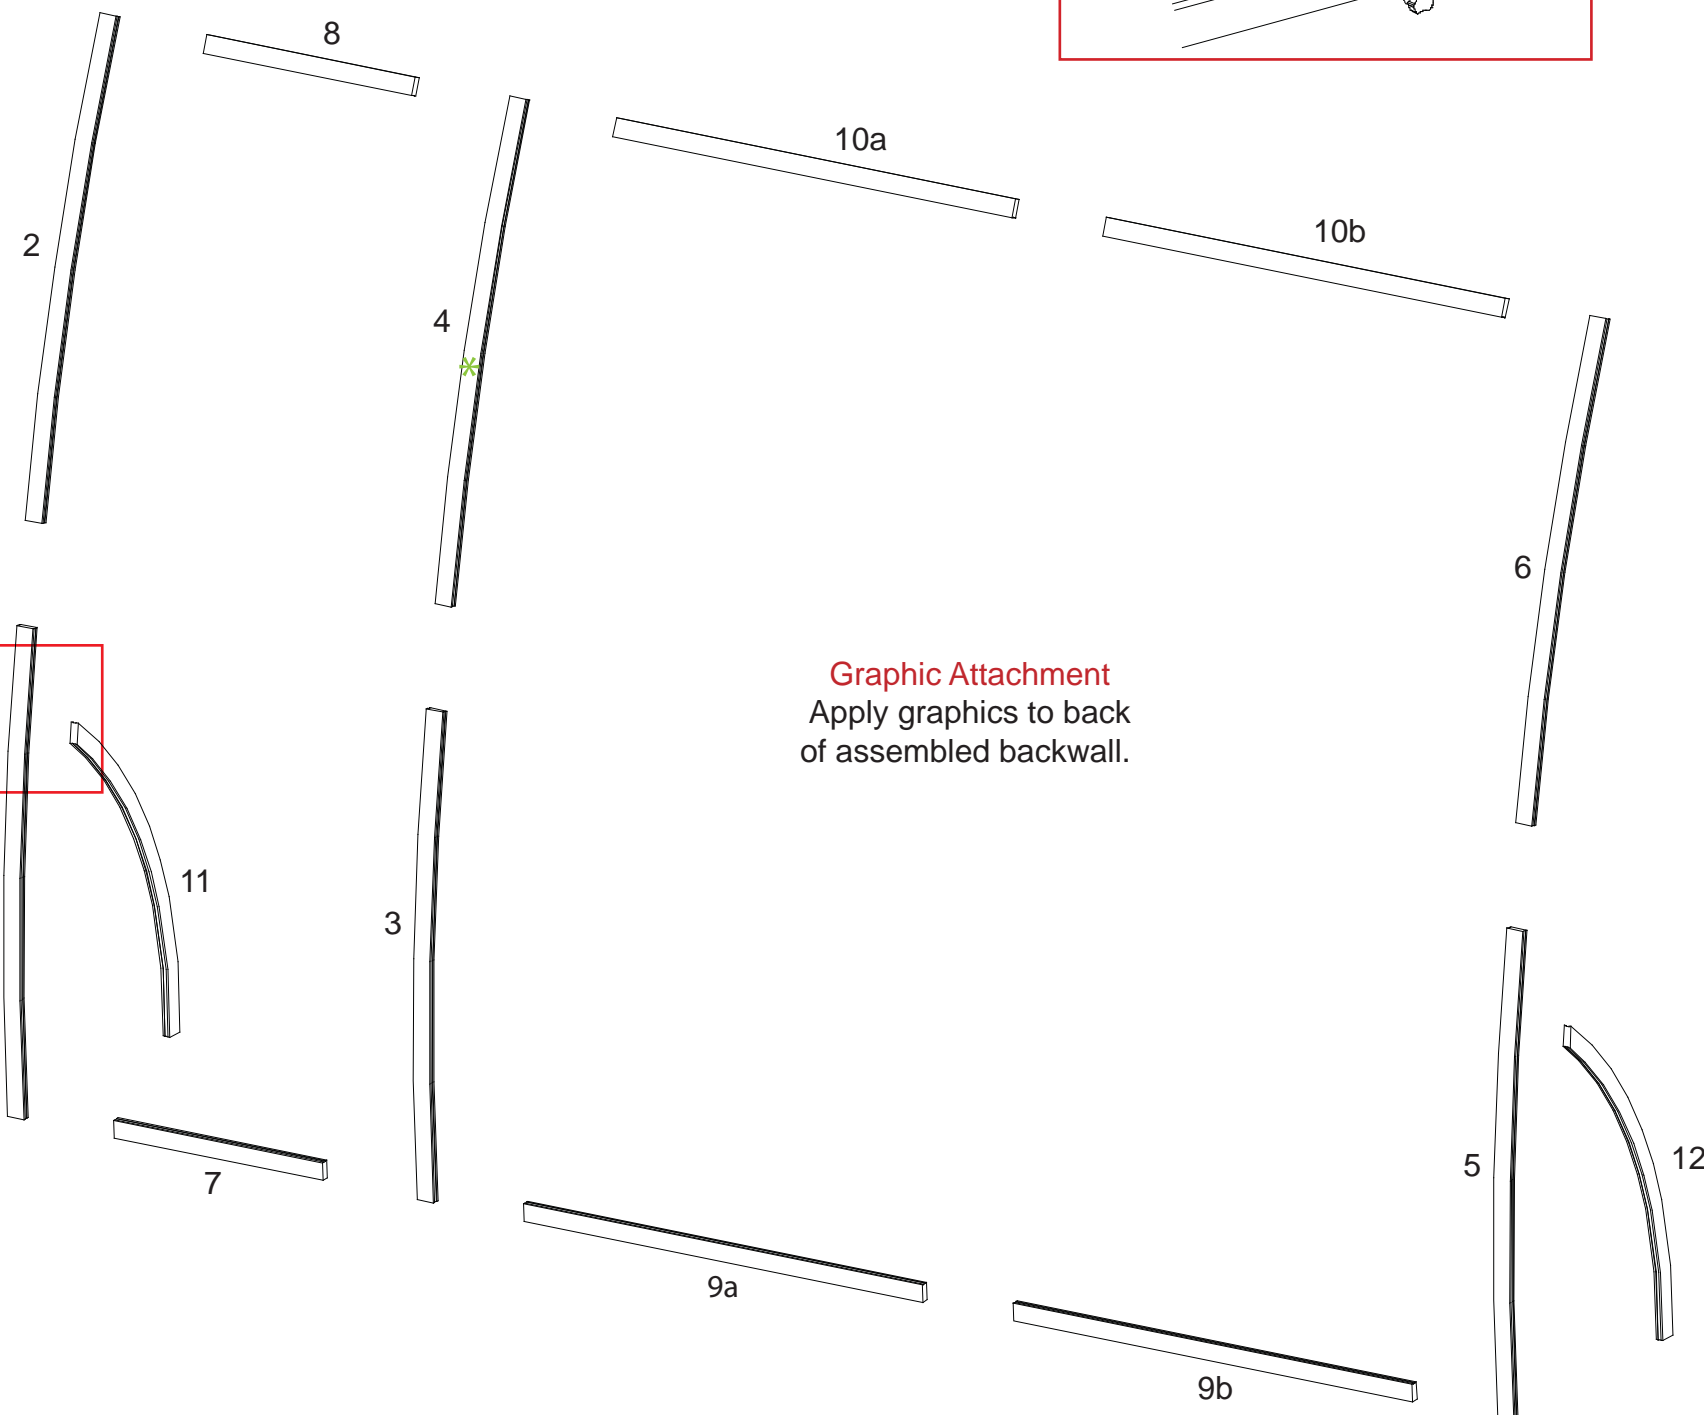 8
10a
10b
2
4
*
6
Graphic Attachment
Apply graphics to back
of assembled backwall.
11
3
5
12
7
9a
9b